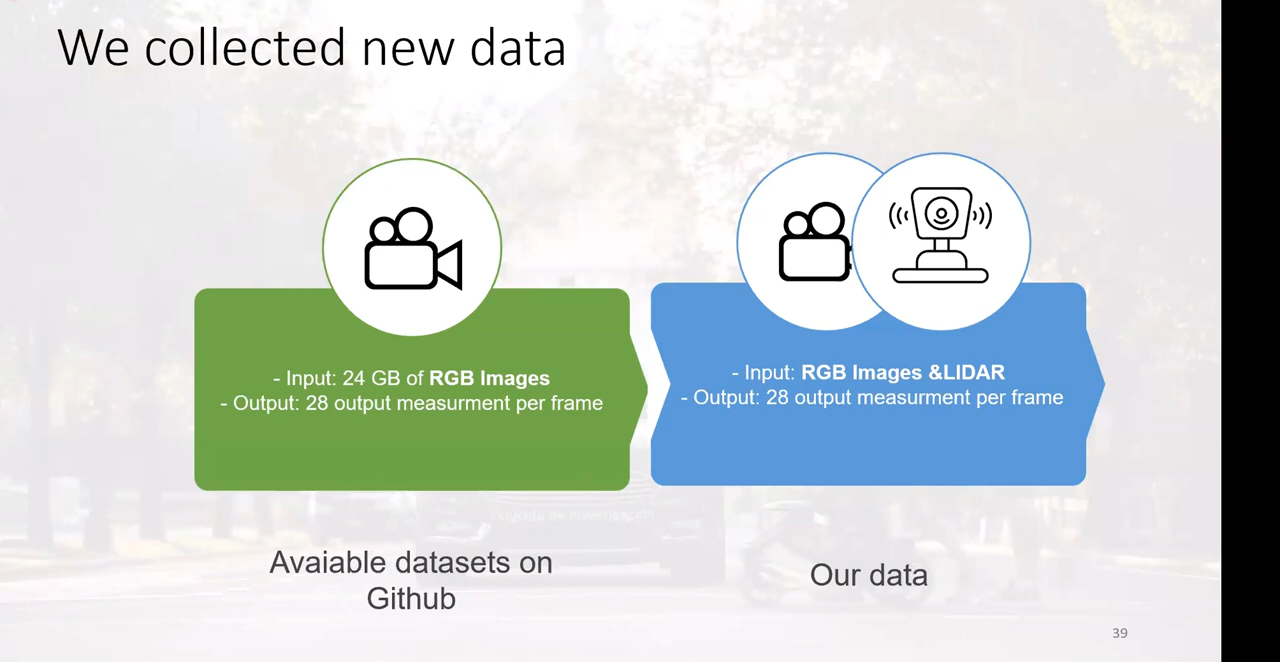 We collected new data
- Input: 24 GB of RGB Images
- Output: 28 output measurment per frame
- Input: RGB Images &LIDAR
- Output: 28 output measurment per frame
Avaiable datasets on
Github
Our data
39